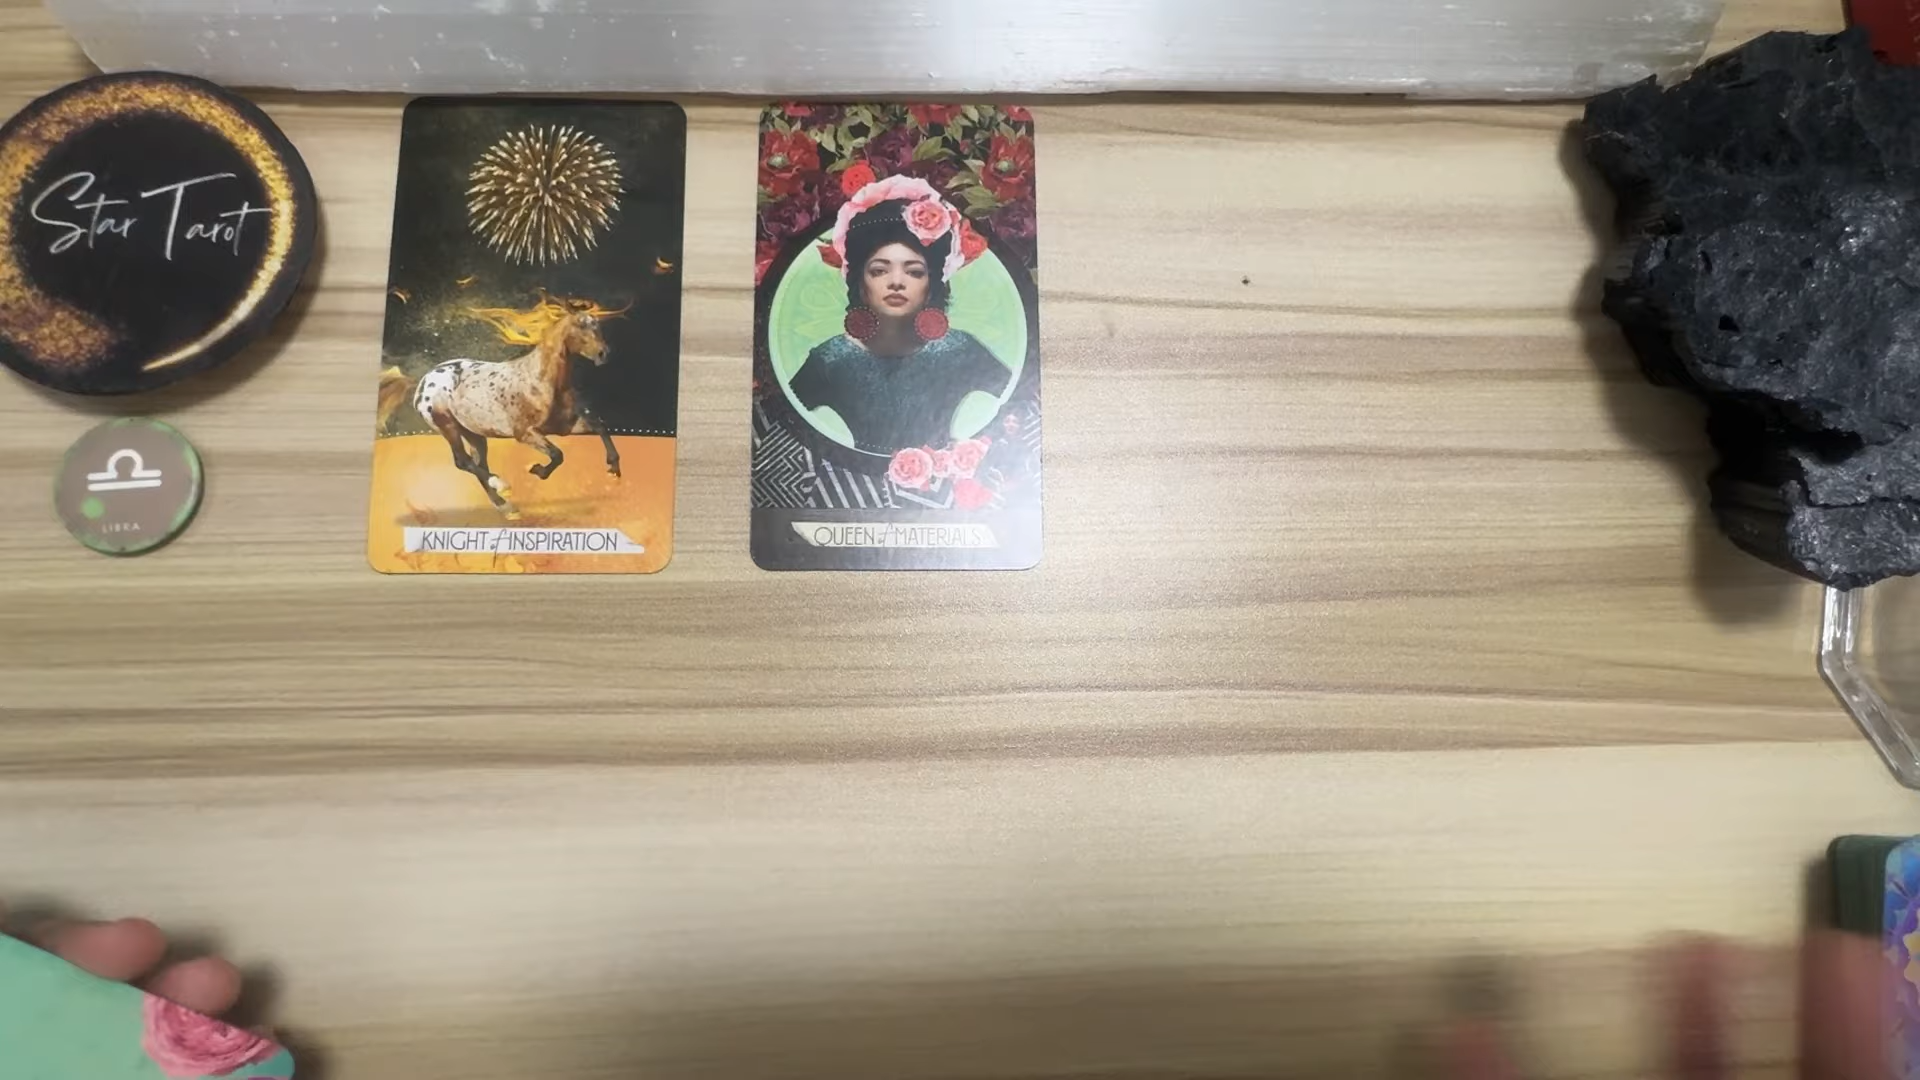 Star Tarot
LIBRA
KNIGHT of INSPIRATION
QUEEN of MATERIALS